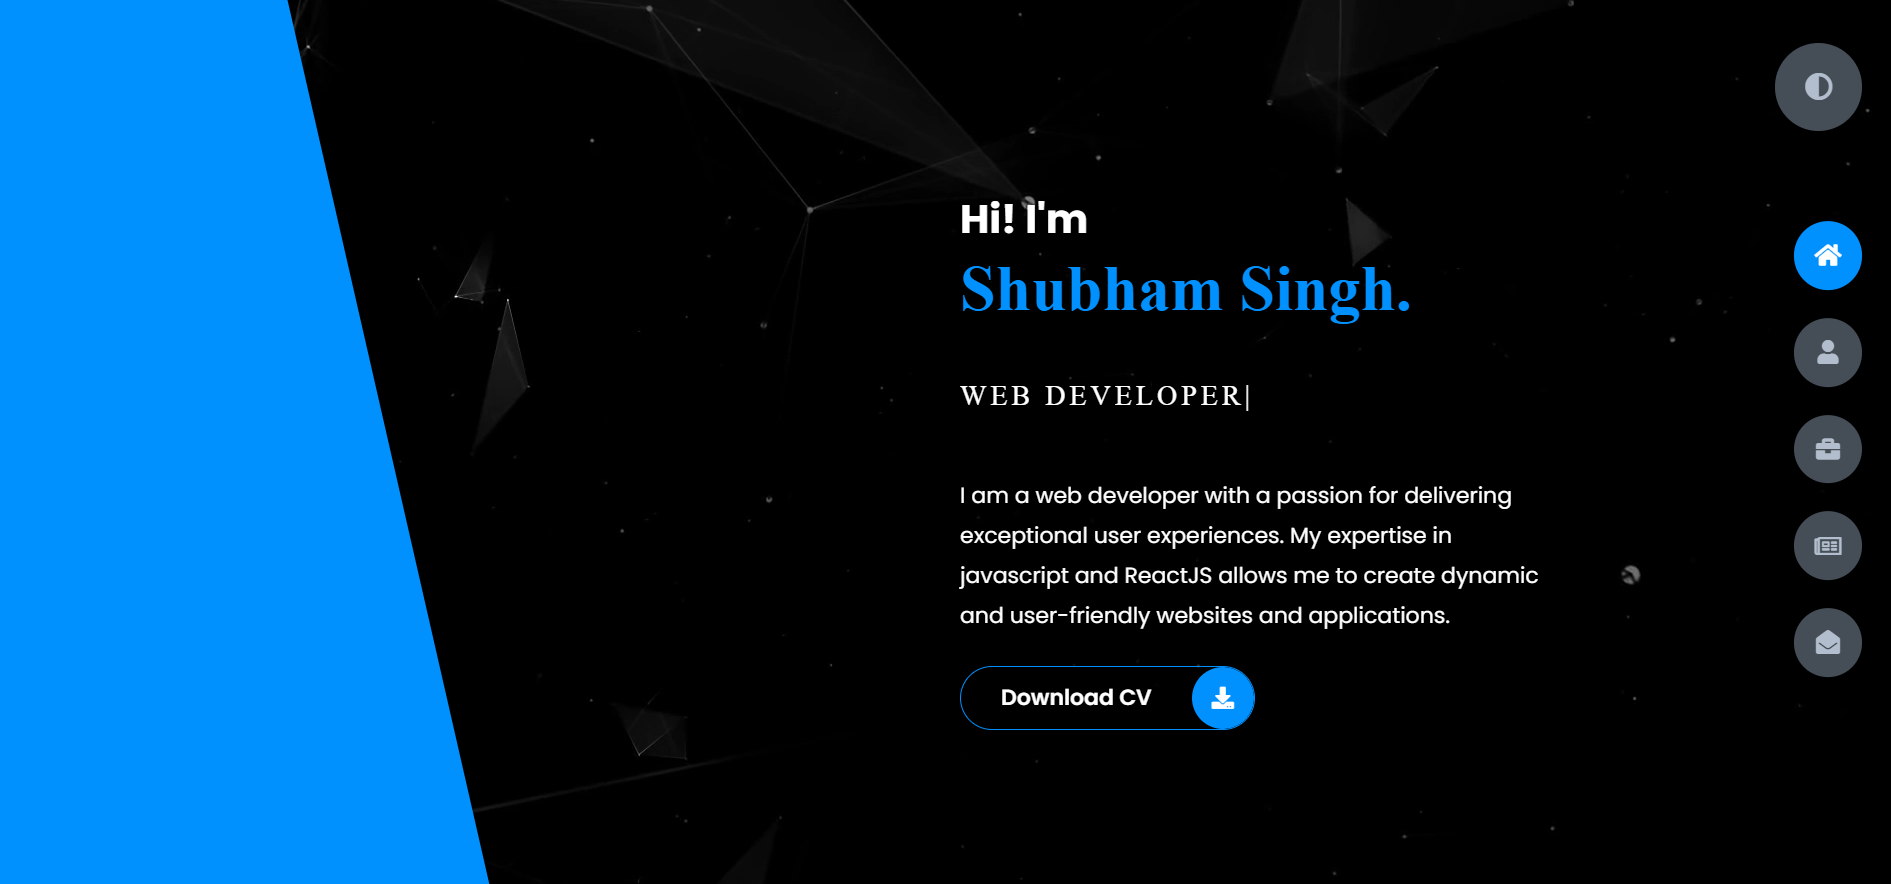 Hi! I'm
Shubham Singh.
WEB DEVELOPER|
I am a web developer with a passion for delivering
exceptional user experiences. My expertise in
javascript and ReactJS allows me to create dynamic
and user-friendly websites and applications.
Download CV